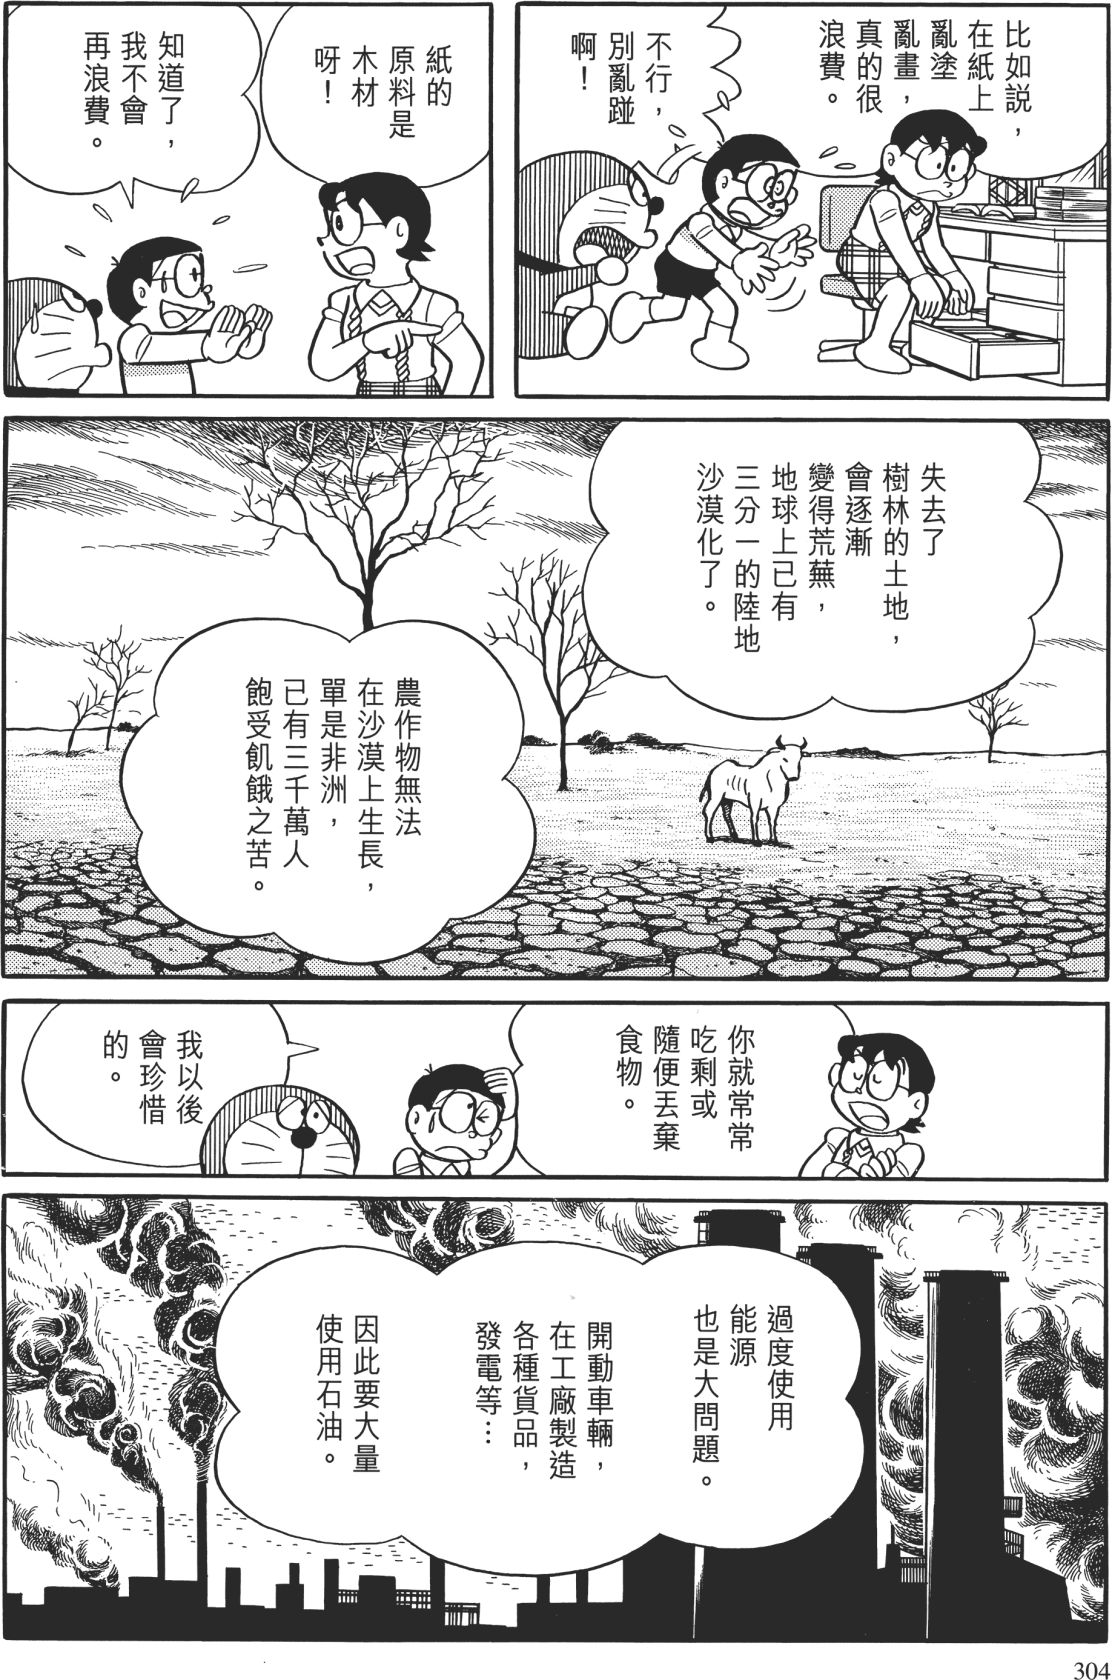 比如說，
在紙上
亂塗
亂畫，
真的很
浪費。
不行，
別亂踫
啊！
紙的
原料是
木材
呀！
知道了，
我不會
再浪費。
失去了
樹林的土地，
會逐漸
變得荒蕪，
地球上已有
三分一的陸地
沙漠化了。
農作物無法
在沙漠上生長，
單是非洲，
已有三千萬人
飽受飢餓之苦。
你就常常
吃剩或
隨便丟棄
食物。
我以後
會珍惜
的。
過度使用
能源
也是大問題。
開動車輛，
在工廠製造
各種貨品，
發電等…
因此要大量
使用石油。
304